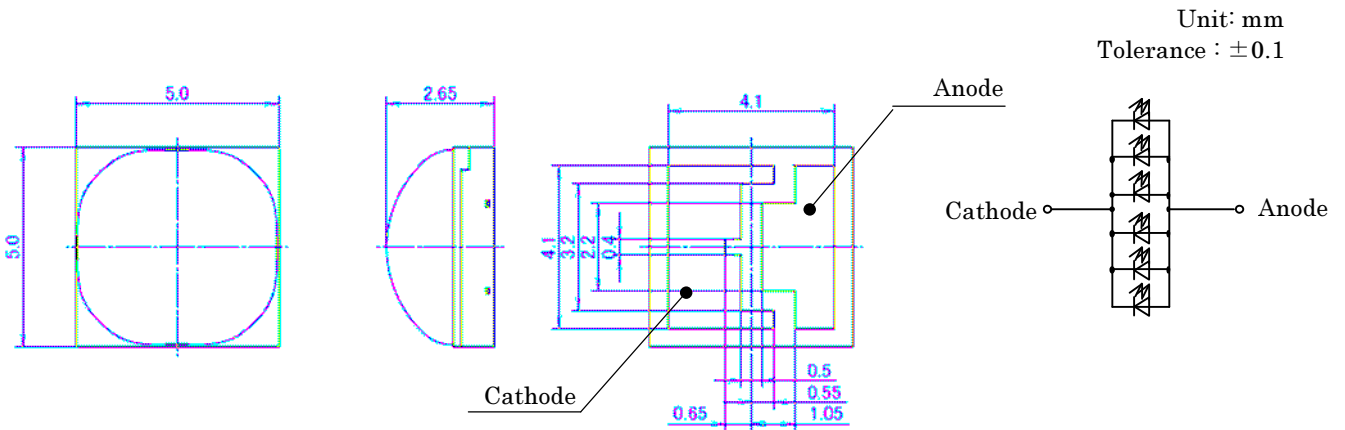 Unit: mm
Tolerance : ±0.1
5.0
5.0
2.65
4.1
Anode
4.1
3.2
2.2
0.4
Cathode
0.5
0.55
0.65
1.05
Cathode
Anode